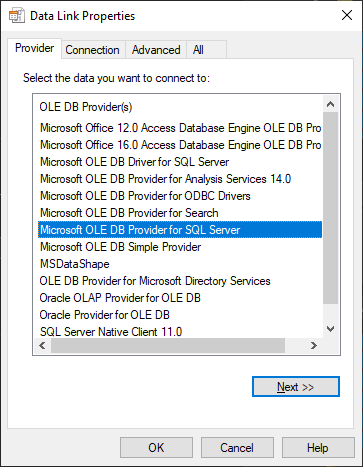 Data Link Properties
Provider Connection Advanced All
Select the data you want to connect to:
OLE DB Provider(s)
Microsoft Office 12.0 Access Database Engine OLE DB Pro
Microsoft Office 16.0 Access Database Engine OLE DB Pro
Microsoft OLE DB Driver for SQL Server
Microsoft OLE DB Provider for Analysis Services 14.0
Microsoft OLE DB Provider for ODBC Drivers
Microsoft OLE DB Provider for Search
Microsoft OLE DB Provider for SQL Server
Microsoft OLE DB Simple Provider
MSDataShape
OLE DB Provider for Microsoft Directory Services
Oracle OLAP Provider for OLE DB
Oracle Provider for OLE DB
SQL Server Native Client 11.0
Next >>
OK Cancel Help